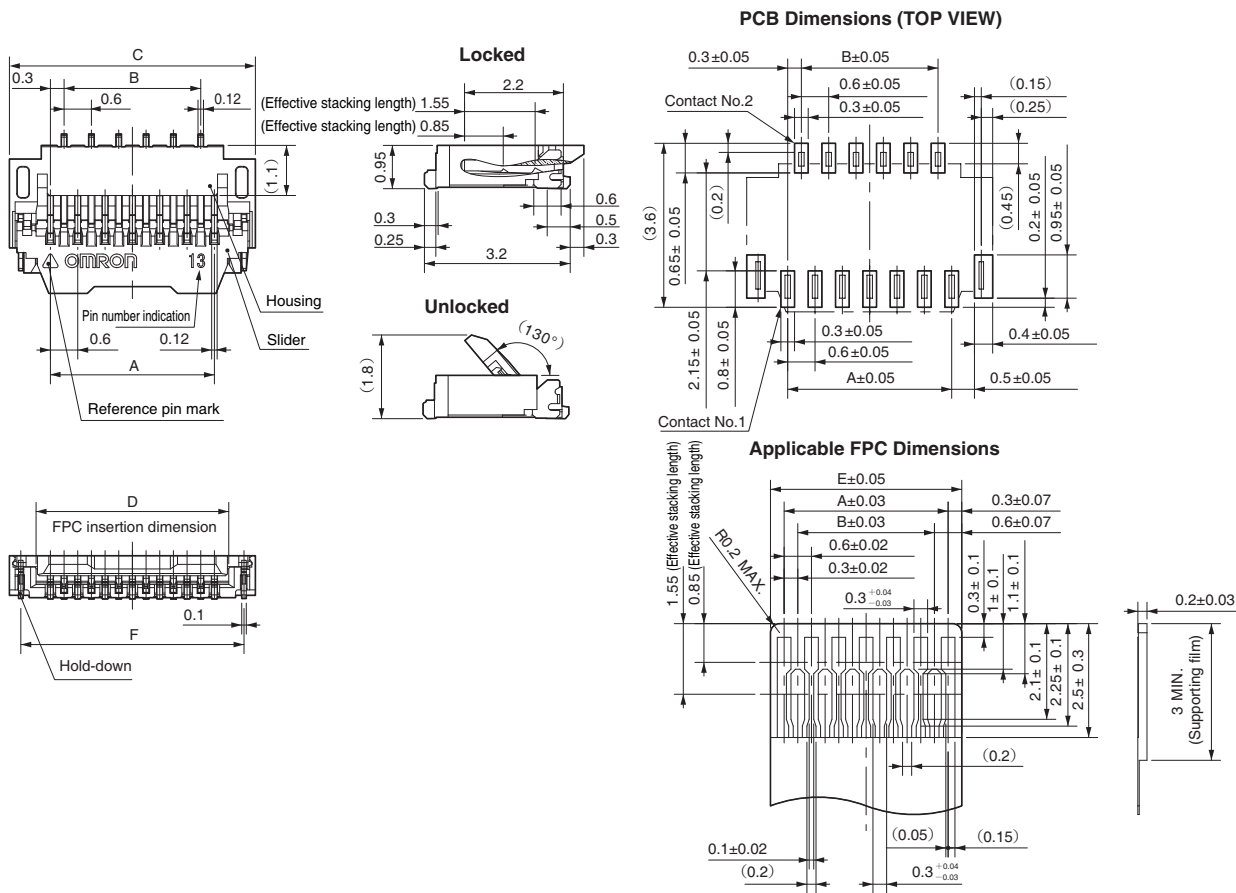 PCB Dimensions (TOP VIEW)
C
0.3
B
0.6
0.12
(1.1)
OMRON
13
Pin number indication
Housing
Slider
0.6
0.12
A
Reference pin mark
Locked
2.2
(Effective stacking length) 1.55
(Effective stacking length) 0.85
0.95
0.3
0.25
0.6
0.5
0.3
3.2
Unlocked
(130°)
(1.8)
0.3±0.05
B±0.05
0.6±0.05
(0.15)
0.3±0.05
(0.25)
Contact No.2
(3.6)
0.65± 0.05
(0.2)
(0.45)
0.2± 0.05
0.95± 0.05
2.15± 0.05
0.8± 0.05
0.3±0.05
0.4±0.05
0.6±0.05
A±0.05
0.5±0.05
Contact No.1
D
FPC insertion dimension
0.1
F
Hold-down
Applicable FPC Dimensions
1.55 (Effective stacking length)
0.85 (Effective stacking length)
E±0.05
A±0.03
0.3±0.07
B±0.03
0.6±0.07
R0.2 MAX.
0.6±0.02
0.3±0.02
0.3 +0.04 -0.03
0.3± 0.1
1± 0.1
1.1± 0.1
2.1± 0.1
2.25± 0.1
2.5± 0.3
0.2±0.03
3 MIN.
(Supporting film)
(0.2)
(0.05)
(0.15)
0.1±0.02
(0.2)
0.3 +0.04 -0.03